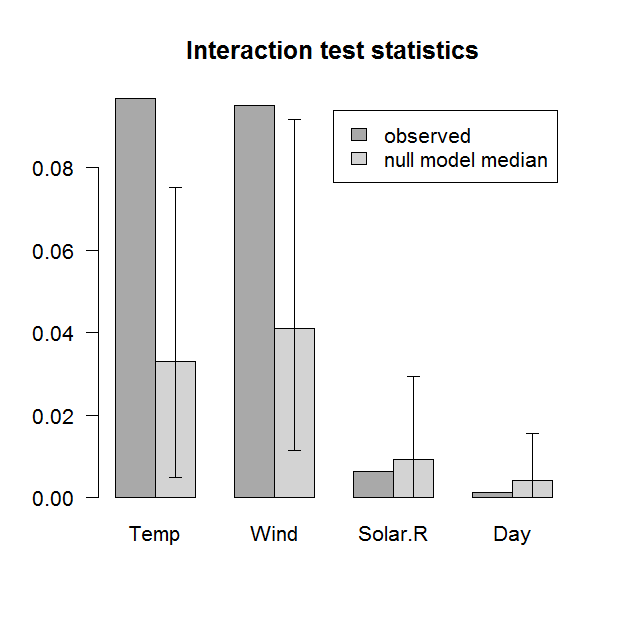 Interaction test statistics
observed
null model median
0.08
0.06
0.04
0.02
0.00
Temp Wind Solar.R Day